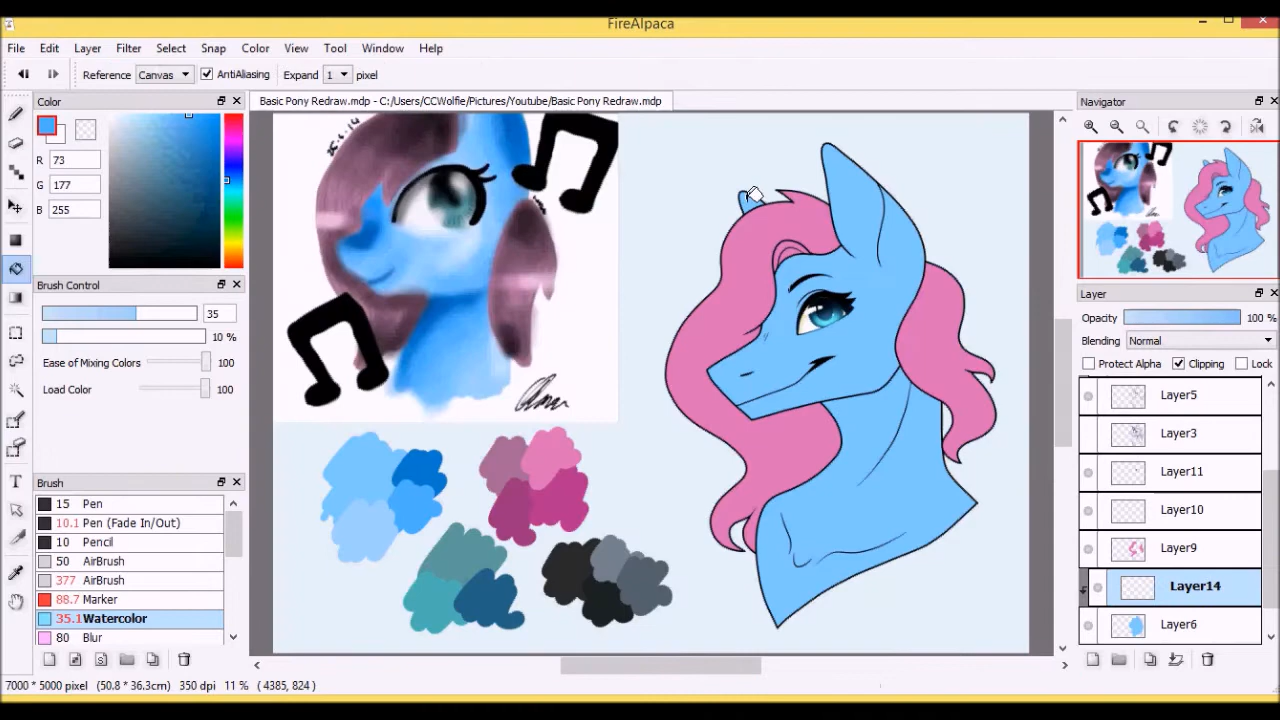 FireAlpaca
File Edit Layer Filter Select Snap Color View Tool Window Help
Reference Canvas AntiAliasing Expand 1 pixel
Color
Basic Pony Redraw.mdp - C:/Users/CCWolfie/Pictures/Youtube/Basic Pony Redraw.mdp
Navigator
R 73
G 177
B 255
Brush Control
35
10 %
Ease of Mixing Colors 100
Load Color 100
Layer
Opacity 100 %
Blending Normal
Protect Alpha Clipping Lock
Layer5
Layer3
Layer11
Layer10
Layer9
Layer14
Layer6
Brush
15 Pen
10.1 Pen (Fade In/Out)
10 Pencil
50 AirBrush
377 AirBrush
88.7 Marker
35.1 Watercolor
80 Blur
7000 * 5000 pixel (50.8 * 36.3cm) 350 dpi 11 % ( 4385, 824 )